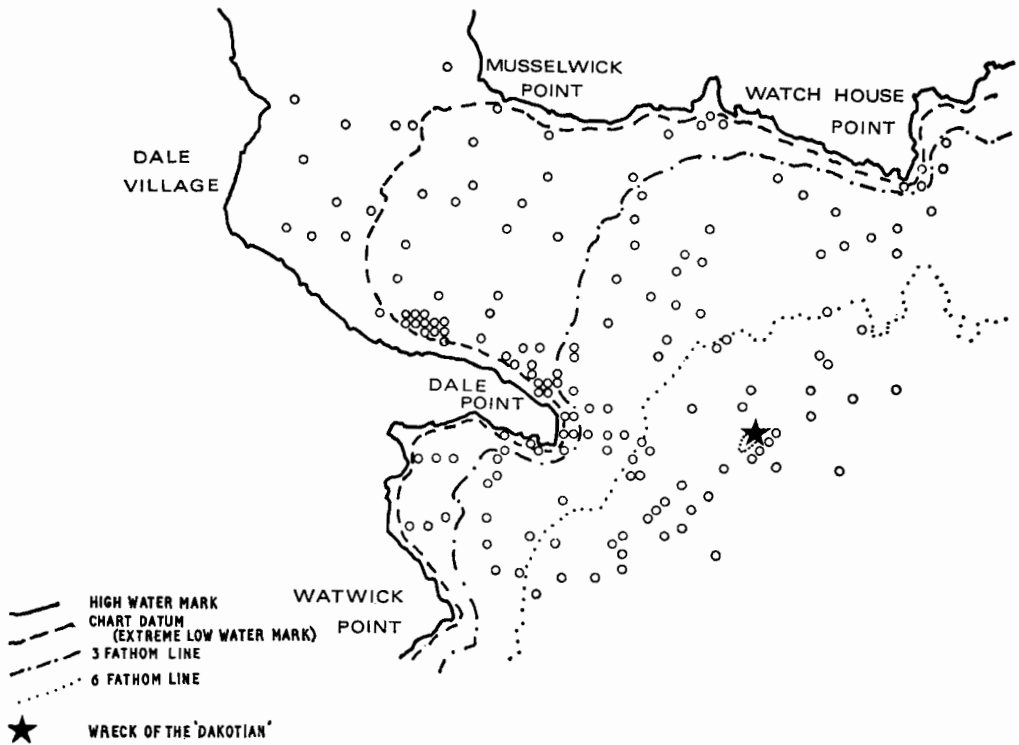 MUSSELWICK
POINT
WATCH HOUSE
POINT
DALE
VILLAGE
DALE
POINT
WATWICK
POINT
HIGH WATER MARK
CHART DATUM
(EXTREME LOW WATER MARK)
3 FATHOM LINE
6 FATHOM LINE
WRECK OF THE 'DAKOTIAN'